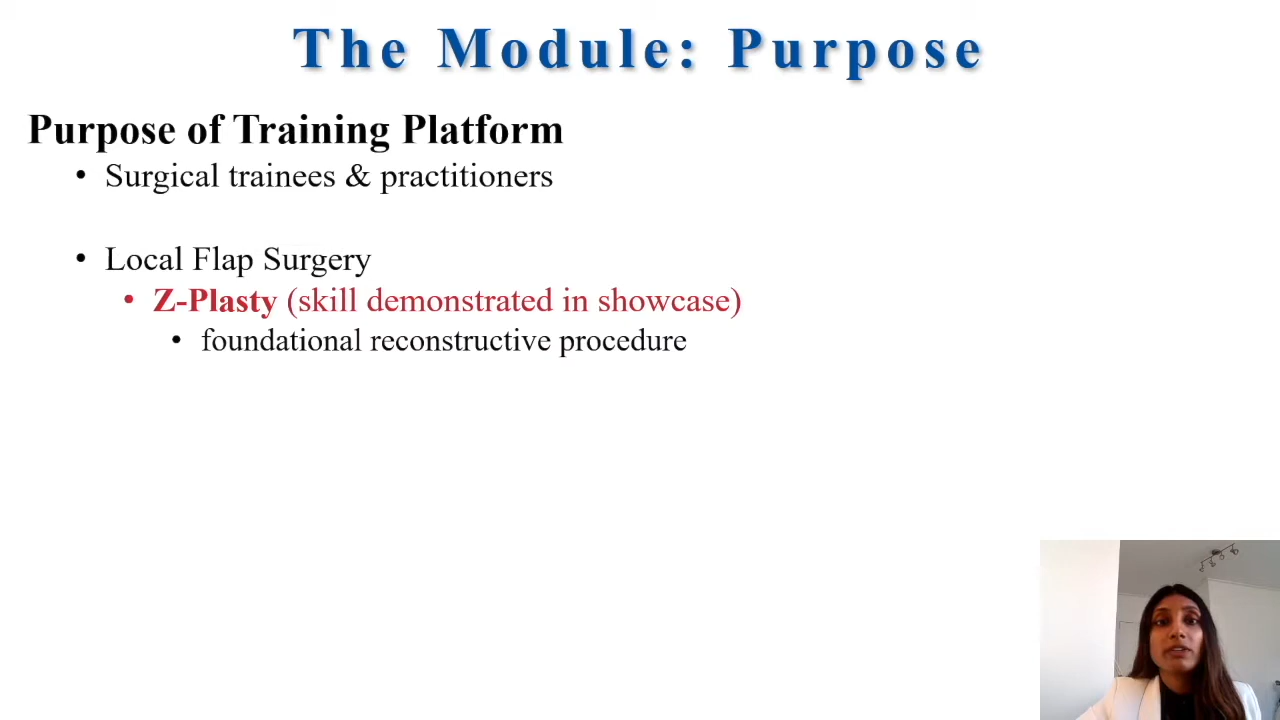 The Module: Purpose
Purpose of Training Platform
• Surgical trainees & practitioners
• Local Flap Surgery
• Z-Plasty (skill demonstrated in showcase)
• foundational reconstructive procedure